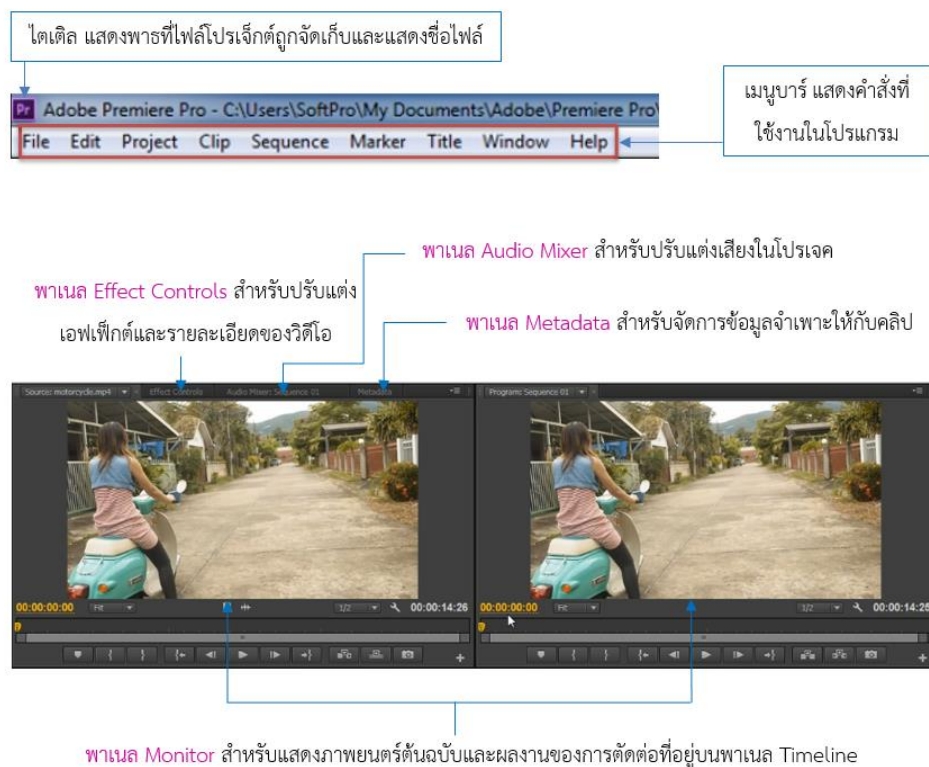 ไตเติล แสดงพาธที่ไฟล์โปรเจ็กต์ถูกจัดเก็บและแสดงชื่อไฟล์
Pr Adobe Premiere Pro - C:\Users\SoftPro\My Documents\Adobe\Premiere Pro\
File Edit Project Clip Sequence Marker Title Window Help
เมนูบาร์ แสดงคำสั่งที่
ใช้งานในโปรแกรม
พาเนล Audio Mixer สำหรับปรับแต่งเสียงในโปรเจค
พาเนล Effect Controls สำหรับปรับแต่ง
เอฟเฟ็กต์และรายละเอียดของวิดีโอ
พาเนล Metadata สำหรับจัดการข้อมูลจำเพาะให้กับคลิป
Source: motorcycle.mp4 Effect Controls Audio Mixer: Sequence 01 Metadata
Program: Sequence 01
00:00:00:00 Fit 1/2 00:00:14:26
00:00:00:00 Fit 1/2 00:00:14:25
พาเนล Monitor สำหรับแสดงภาพยนตร์ต้นฉบับและผลงานของการตัดต่อที่อยู่บนพาเนล Timeline